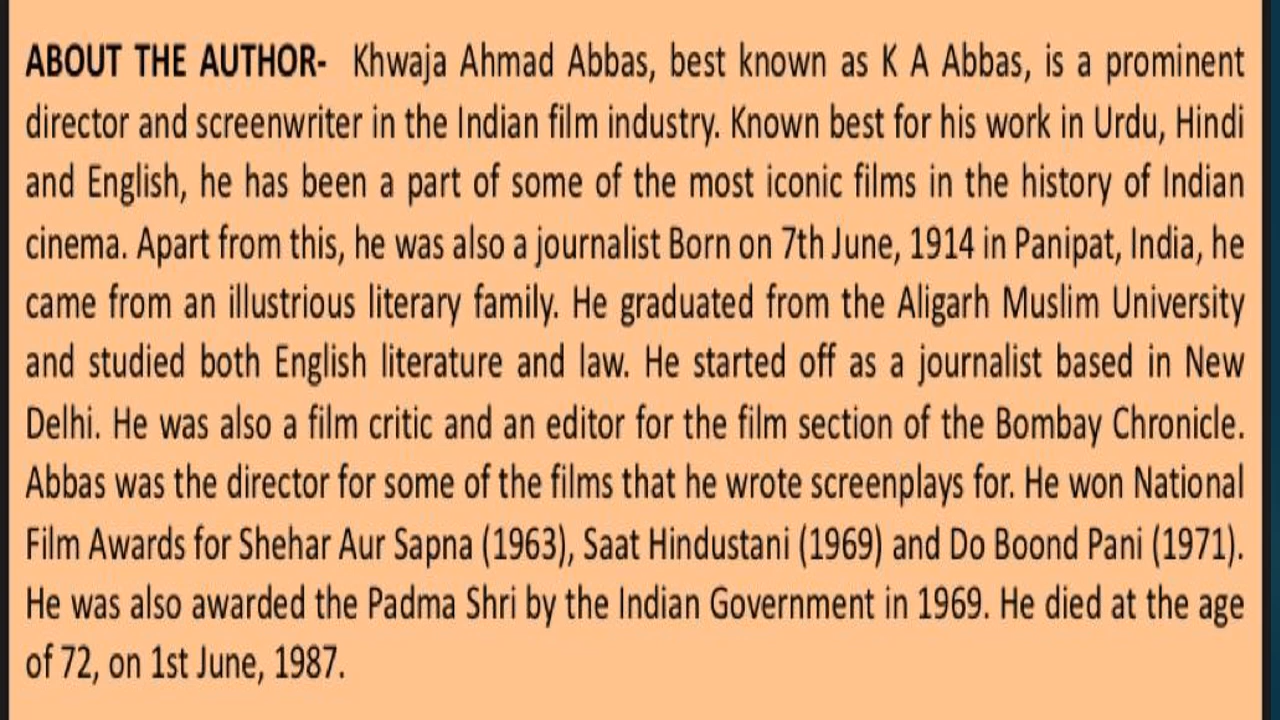 ABOUT THE AUTHOR- Khwaja Ahmad Abbas, best known as K A Abbas, is a prominent
director and screenwriter in the Indian film industry. Known best for his work in Urdu, Hindi
and English, he has been a part of some of the most iconic films in the history of Indian
cinema. Apart from this, he was also a journalist Born on 7th June, 1914 in Panipat, India, he
came from an illustrious literary family. He graduated from the Aligarh Muslim University
and studied both English literature and law. He started off as a journalist based in New
Delhi. He was also a film critic and an editor for the film section of the Bombay Chronicle.
Abbas was the director for some of the films that he wrote screenplays for. He won National
Film Awards for Shehar Aur Sapna (1963), Saat Hindustani (1969) and Do Boond Pani (1971).
He was also awarded the Padma Shri by the Indian Government in 1969. He died at the age
of 72, on 1st June, 1987.